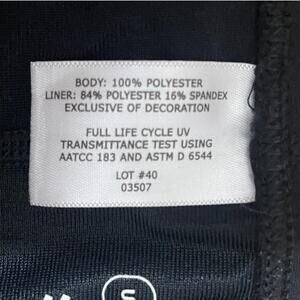 BODY: 100% POLYESTER
LINER: 84% POLYESTER 16% SPANDEX
EXCLUSIVE OF DECORATION
FULL LIFE CYCLE UV
TRANSMITTANCE TEST USING
AATCC 183 AND ASTM D 6544
LOT #40
03507
S